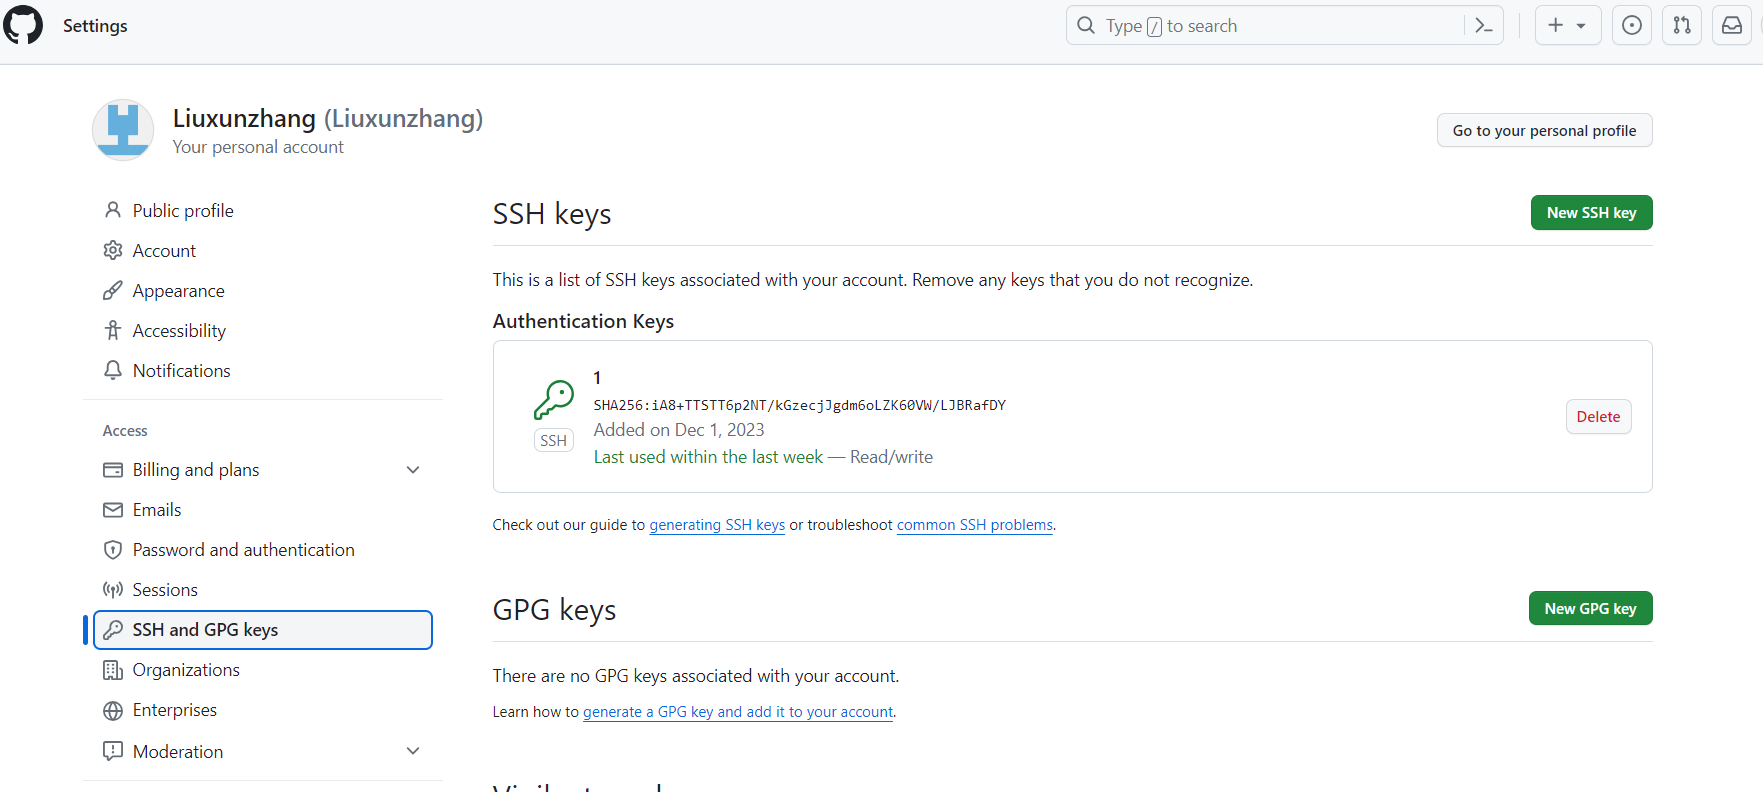 Settings
Type / to search
Liuxunzhang (Liuxunzhang)
Your personal account
Go to your personal profile
Public profile
Account
Appearance
Accessibility
Notifications
Access
Billing and plans
Emails
Password and authentication
Sessions
SSH and GPG keys
Organizations
Enterprises
Moderation
SSH keys
New SSH key
This is a list of SSH keys associated with your account. Remove any keys that you do not recognize.
Authentication Keys
1
SHA256:iA8+TTSTT6p2NT/kGzecjJgdm6oLZK60VW/LJBRafDY
SSH
Added on Dec 1, 2023
Last used within the last week — Read/write
Delete
Check out our guide to generating SSH keys or troubleshoot common SSH problems.
GPG keys
New GPG key
There are no GPG keys associated with your account.
Learn how to generate a GPG key and add it to your account.